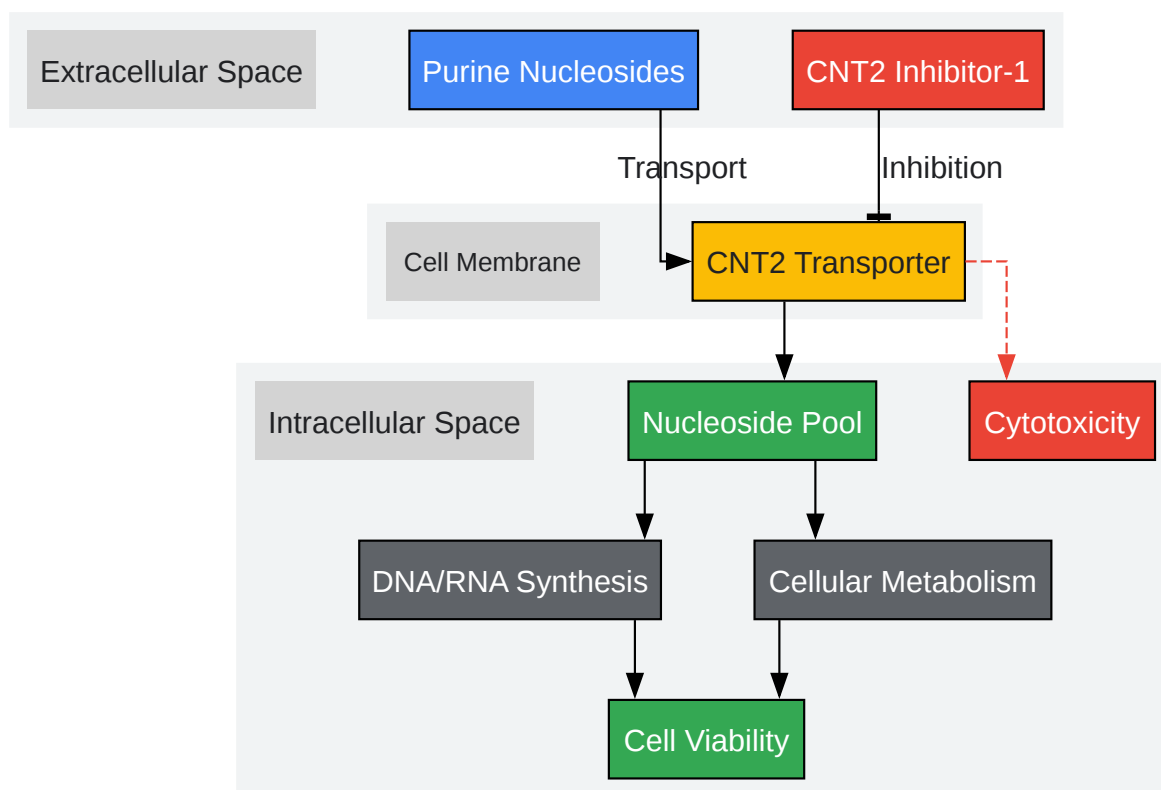 Extracellular Space
Purine Nucleosides
CNT2 Inhibitor-1
Transport
Inhibition
Cell Membrane
CNT2 Transporter
Intracellular Space
Nucleoside Pool
Cytotoxicity
DNA/RNA Synthesis
Cellular Metabolism
Cell Viability